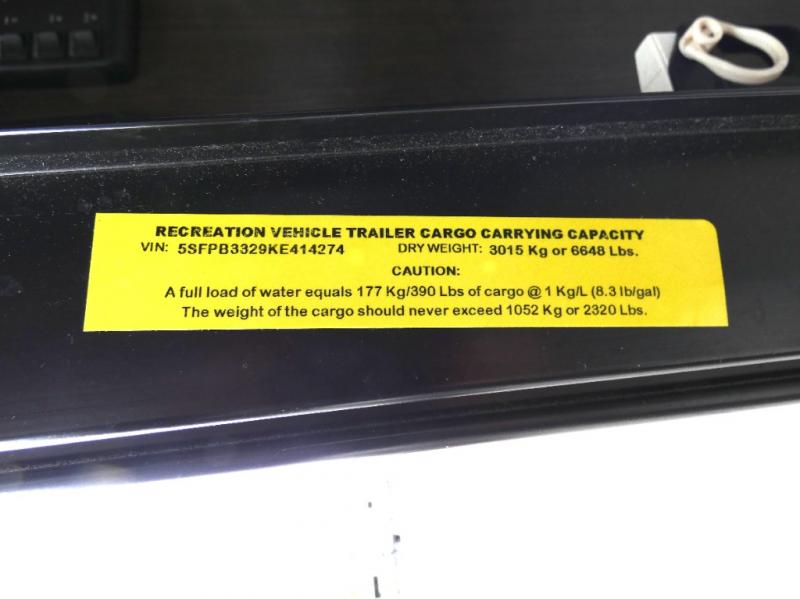 RECREATION VEHICLE TRAILER CARGO CARRYING CAPACITY
VIN: 5SFPB3329KE414274 DRY WEIGHT: 3015 Kg or 6648 Lbs.
CAUTION:
A full load of water equals 177 Kg/390 Lbs of cargo @ 1 Kg/L (8.3 lb/gal)
The weight of the cargo should never exceed 1052 Kg or 2320 Lbs.